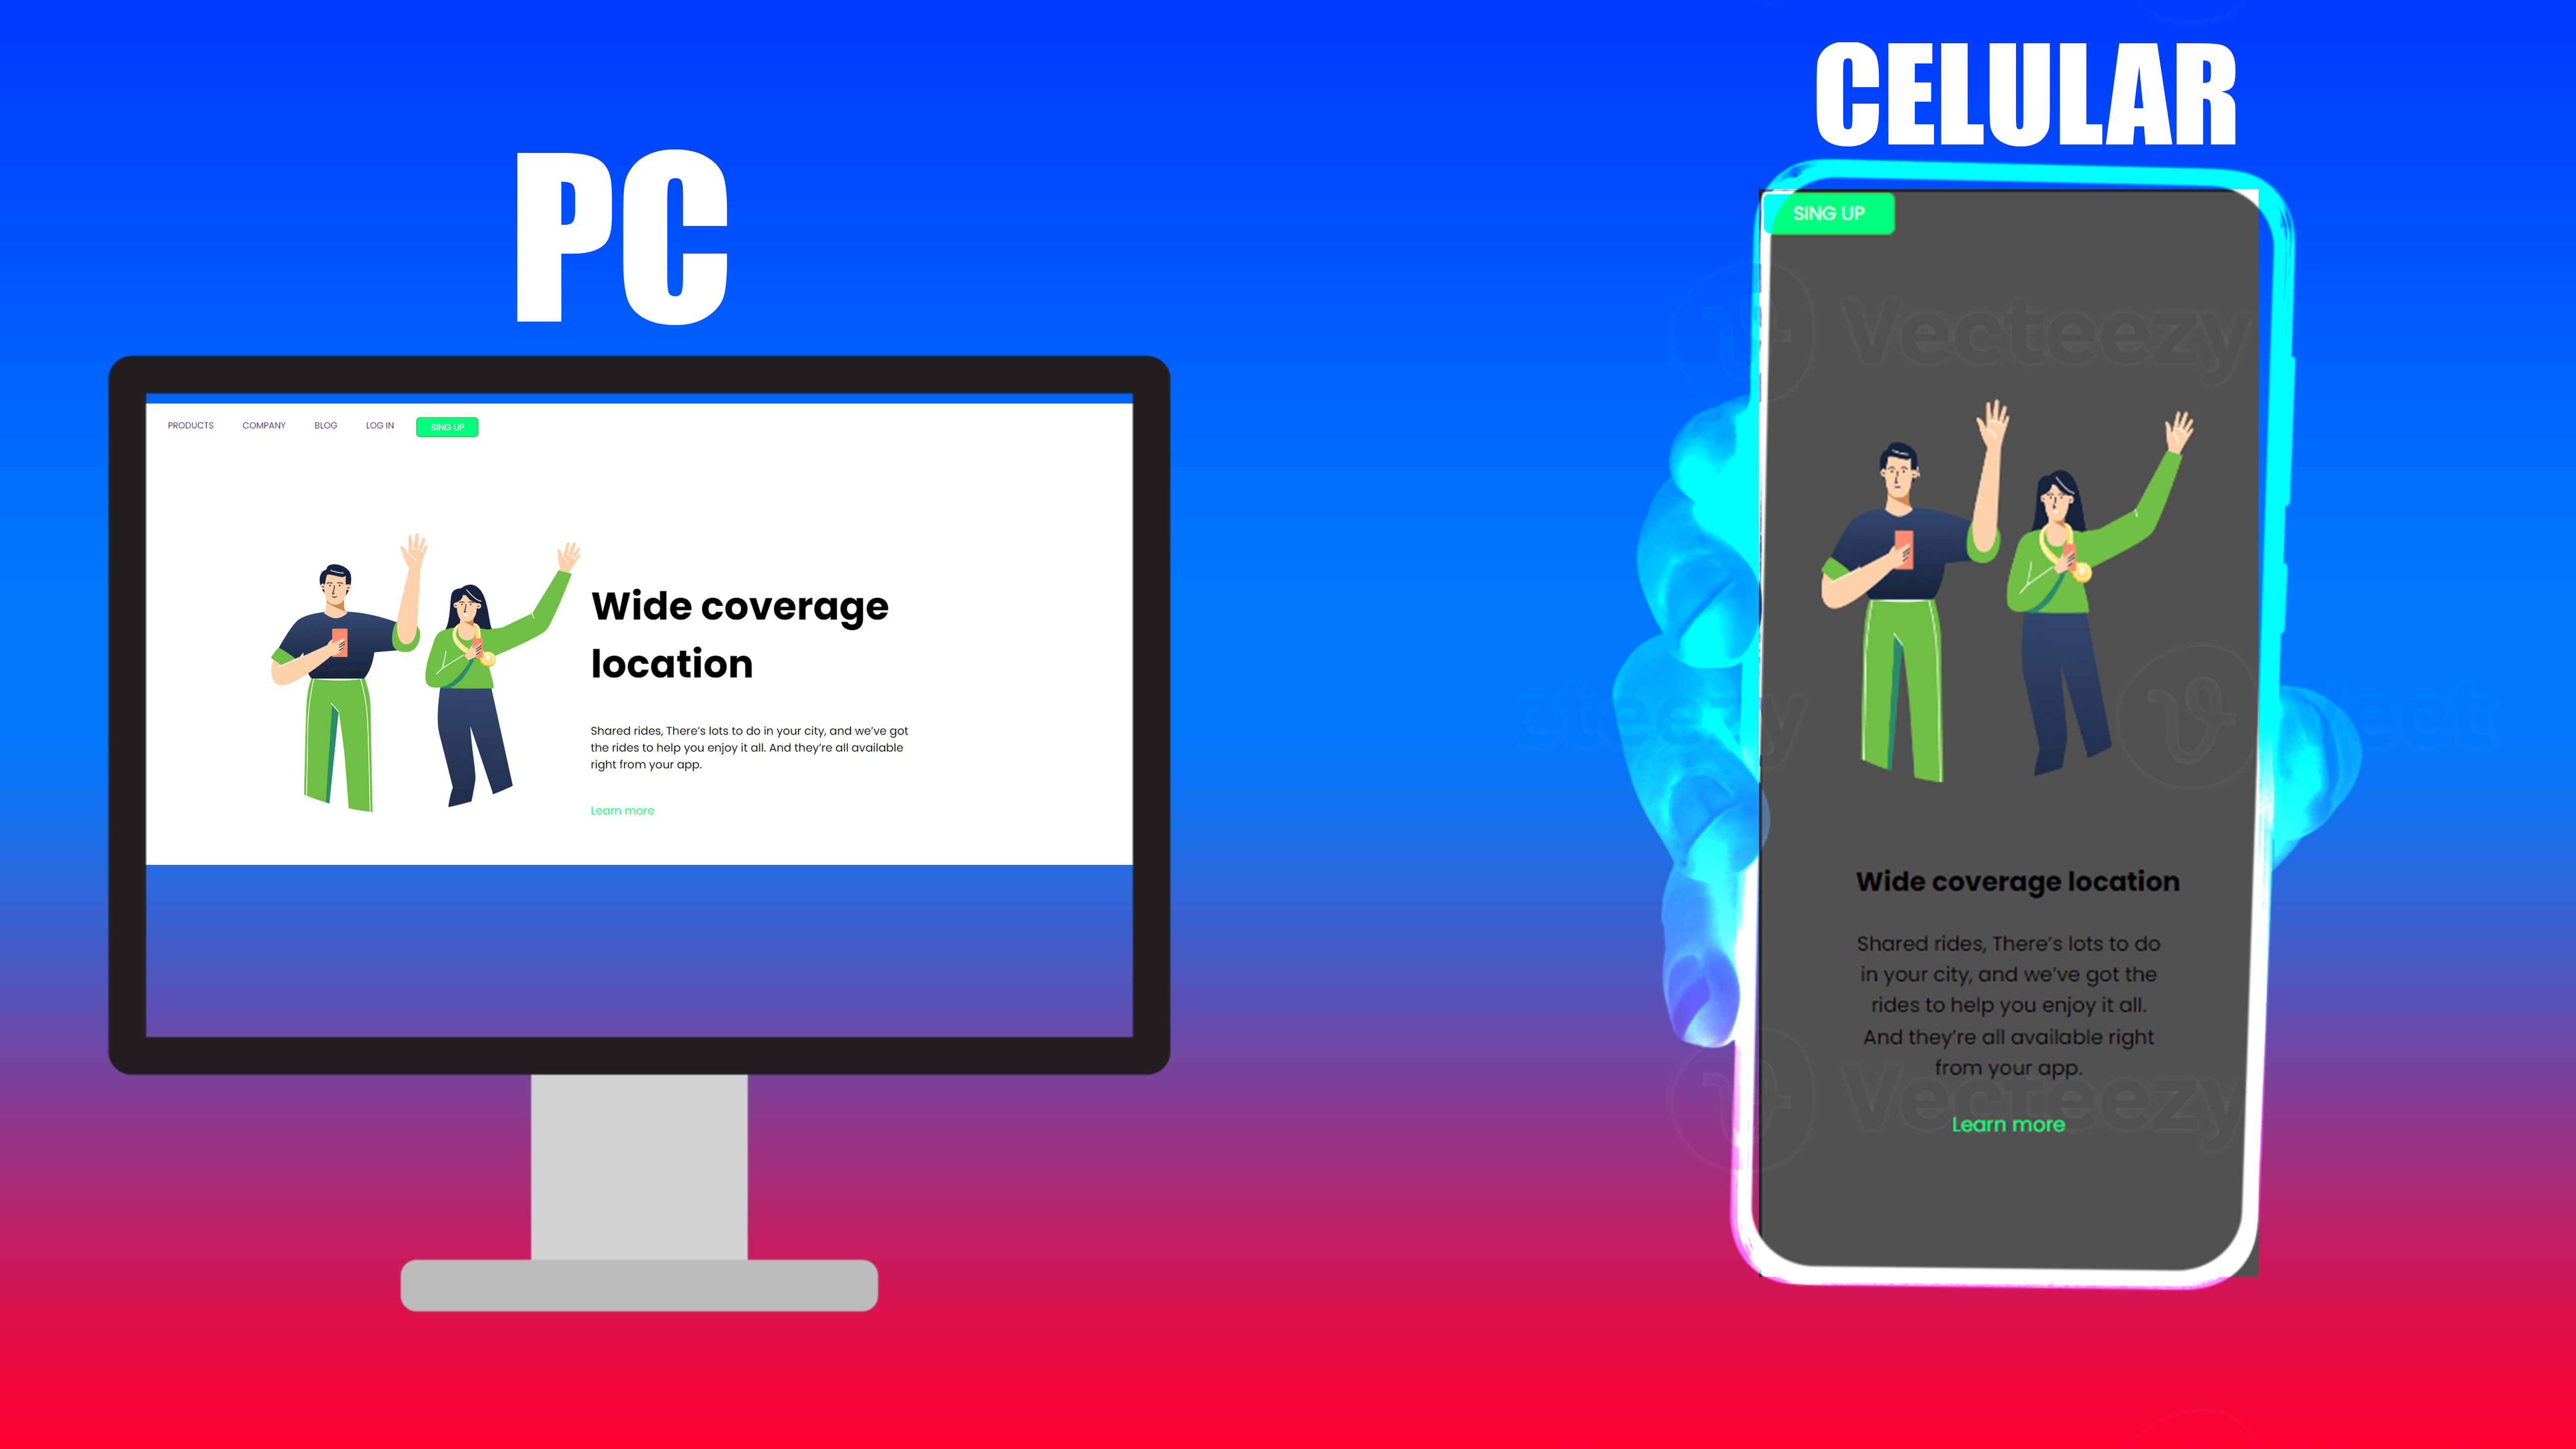 PC
PRODUCTS COMPANY BLOG LOG IN SING UP
Wide coverage
location
Shared rides, There's lots to do in your city, and we've got
the rides to help you enjoy it all. And they're all available
right from your app.
Learn more
CELULAR
SING UP
Vecteezy
Wide coverage location
Shared rides, There's lots to do
in your city, and we've got the
rides to help you enjoy it all.
And they're all available right
from your app.
Vecteezy
Learn more